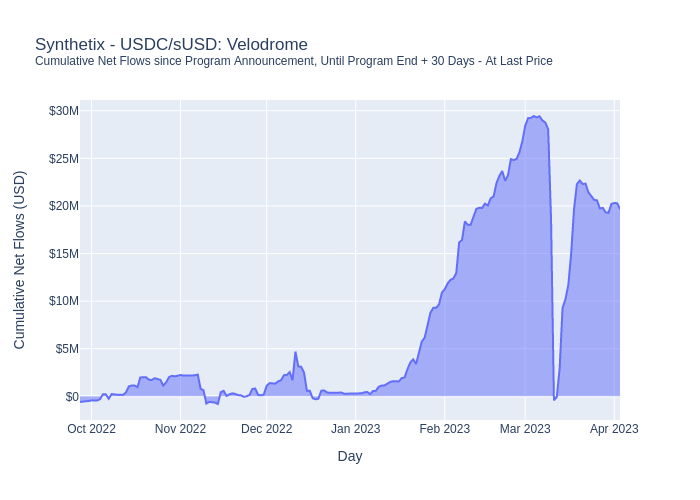 Synthetix - USDC/sUSD: Velodrome
Cumulative Net Flows since Program Announcement, Until Program End + 30 Days - At Last Price
$30M
$25M
$20M
$15M
$10M
$5M
$0
Cumulative Net Flows (USD)
Oct 2022 Nov 2022 Dec 2022 Jan 2023 Feb 2023 Mar 2023 Apr 2023
Day